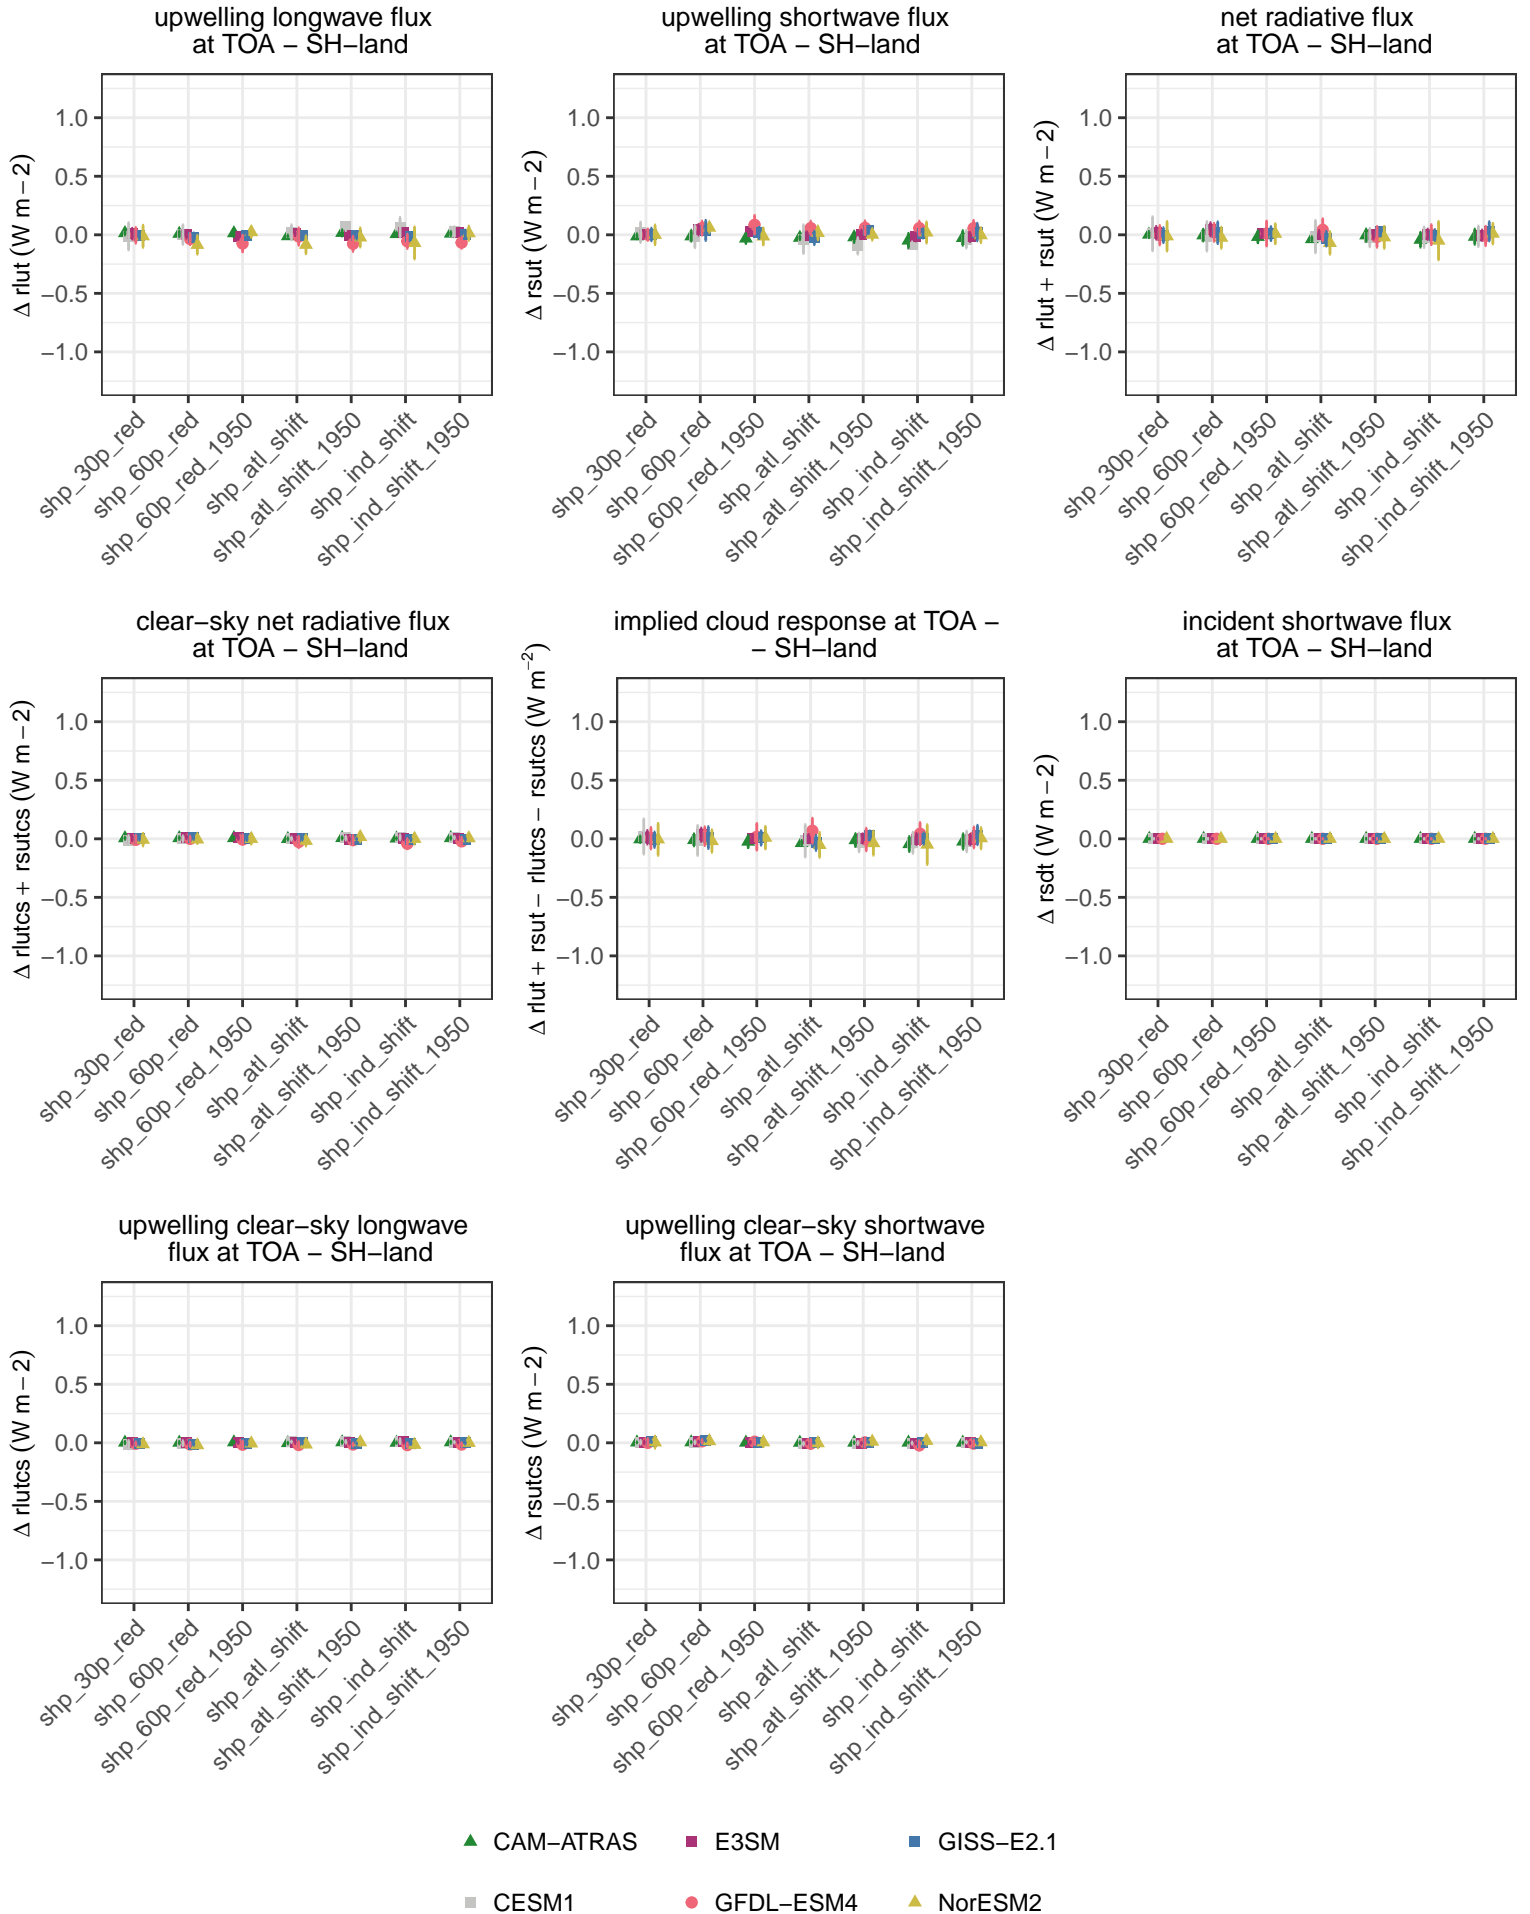 upwelling longwave flux
at TOA − SH−land
upwelling shortwave flux
at TOA − SH−land
net radiative flux
at TOA − SH−land
Δ rlut (W m−2)
1.0
0.5
0.0
−0.5
−1.0
shp_30p_red
shp_60p_red
shp_60p_red_1950
shp_atl_shift
shp_atl_shift_1950
shp_ind_shift
shp_ind_shift_1950
Δ rsut (W m−2)
1.0
0.5
0.0
−0.5
−1.0
shp_30p_red
shp_60p_red
shp_60p_red_1950
shp_atl_shift
shp_atl_shift_1950
shp_ind_shift
shp_ind_shift_1950
Δ rlut + rsut (W m−2)
1.0
0.5
0.0
−0.5
−1.0
shp_30p_red
shp_60p_red
shp_60p_red_1950
shp_atl_shift
shp_atl_shift_1950
shp_ind_shift
shp_ind_shift_1950
clear−sky net radiative flux
at TOA − SH−land
implied cloud response at TOA −
− SH−land
incident shortwave flux
at TOA − SH−land
Δ rlutcs + rsutcs (W m−2)
1.0
0.5
0.0
−0.5
−1.0
shp_30p_red
shp_60p_red
shp_60p_red_1950
shp_atl_shift
shp_atl_shift_1950
shp_ind_shift
shp_ind_shift_1950
Δ rlut + rsut − rlutcs − rsutcs (W m⁻²)
1.0
0.5
0.0
−0.5
−1.0
shp_30p_red
shp_60p_red
shp_60p_red_1950
shp_atl_shift
shp_atl_shift_1950
shp_ind_shift
shp_ind_shift_1950
Δ rsdt (W m−2)
1.0
0.5
0.0
−0.5
−1.0
shp_30p_red
shp_60p_red
shp_60p_red_1950
shp_atl_shift
shp_atl_shift_1950
shp_ind_shift
shp_ind_shift_1950
upwelling clear−sky longwave
flux at TOA − SH−land
upwelling clear−sky shortwave
flux at TOA − SH−land
Δ rlutcs (W m−2)
1.0
0.5
0.0
−0.5
−1.0
shp_30p_red
shp_60p_red
shp_60p_red_1950
shp_atl_shift
shp_atl_shift_1950
shp_ind_shift
shp_ind_shift_1950
Δ rsutcs (W m−2)
1.0
0.5
0.0
−0.5
−1.0
shp_30p_red
shp_60p_red
shp_60p_red_1950
shp_atl_shift
shp_atl_shift_1950
shp_ind_shift
shp_ind_shift_1950
CAM−ATRAS
E3SM
GISS−E2.1
CESM1
GFDL−ESM4
NorESM2